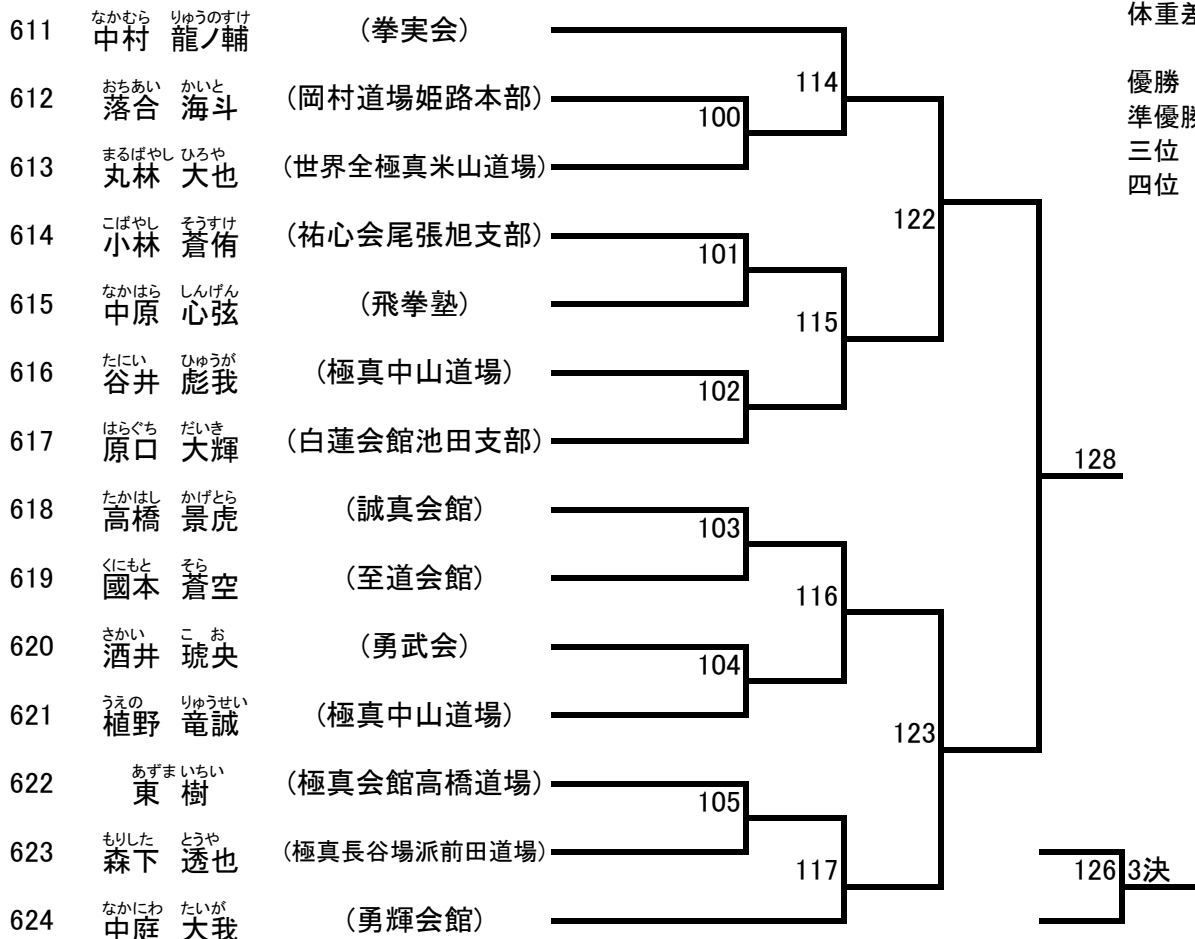 なかむら りゅうのすけ
611 中村 龍ノ輔 (拳実会)
おちあい かいと
612 落合 海斗 (岡村道場姫路本部)
まるばやし ひろや
613 丸林 大也 (世界全極真米山道場)
こばやし そうすけ
614 小林 蒼侑 (祐心会尾張旭支部)
なかはら しんげん
615 中原 心弦 (飛拳塾)
たにい ひゅうが
616 谷井 彪我 (極真中山道場)
はらぐち だいき
617 原口 大輝 (白蓮会館池田支部)
たかはし かげとら
618 高橋 景虎 (誠真会館)
くにもと そら
619 國本 蒼空 (至道会館)
さかい こ お
620 酒井 琥央 (勇武会)
うえの りゅうせい
621 植野 竜誠 (極真中山道場)
あずま いちい
622 東 樹 (極真会館高橋道場)
もりした とうや
623 森下 透也 (極真長谷場派前田道場)
なかにわ たいが
624 中庭 大我 (勇輝会館)
100
101
102
103
104
105
114
115
116
117
122
123
128
126 3決
体重差
優勝
準優勝
三位
四位